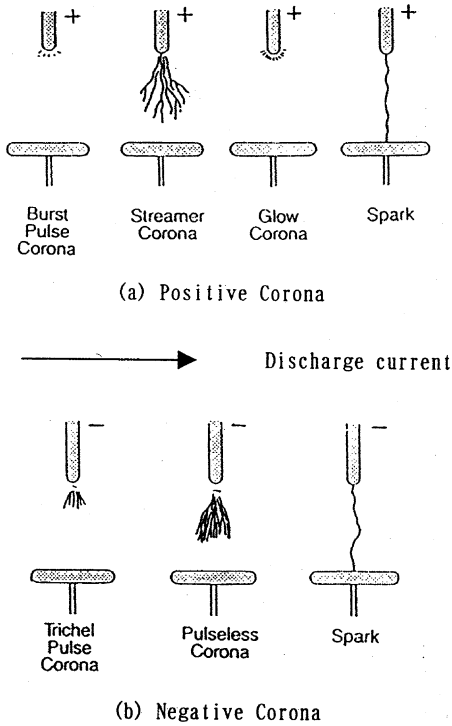 + + + +
Burst
Pulse
Corona
Streamer
Corona
Glow
Corona
Spark
(a) Positive Corona
Discharge current
− − −
Trichel
Pulse
Corona
Pulseless
Corona
Spark
(b) Negative Corona